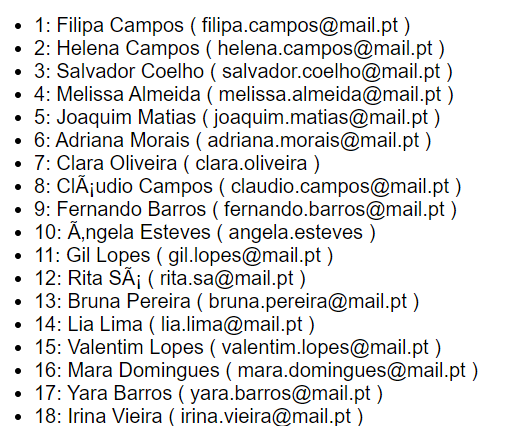 1: Filipa Campos ( filipa.campos@mail.pt )
2: Helena Campos ( helena.campos@mail.pt )
3: Salvador Coelho ( salvador.coelho@mail.pt )
4: Melissa Almeida ( melissa.almeida@mail.pt )
5: Joaquim Matias ( joaquim.matias@mail.pt )
6: Adriana Morais ( adriana.morais@mail.pt )
7: Clara Oliveira ( clara.oliveira )
8: ClÃ¡udio Campos ( claudio.campos@mail.pt )
9: Fernando Barros ( fernando.barros@mail.pt )
10: Ã‚ngela Esteves ( angela.esteves )
11: Gil Lopes ( gil.lopes@mail.pt )
12: Rita SÃ¡ ( rita.sa@mail.pt )
13: Bruna Pereira ( bruna.pereira@mail.pt )
14: Lia Lima ( lia.lima@mail.pt )
15: Valentim Lopes ( valentim.lopes@mail.pt )
16: Mara Domingues ( mara.domingues@mail.pt )
17: Yara Barros ( yara.barros@mail.pt )
18: Irina Vieira ( irina.vieira@mail.pt )